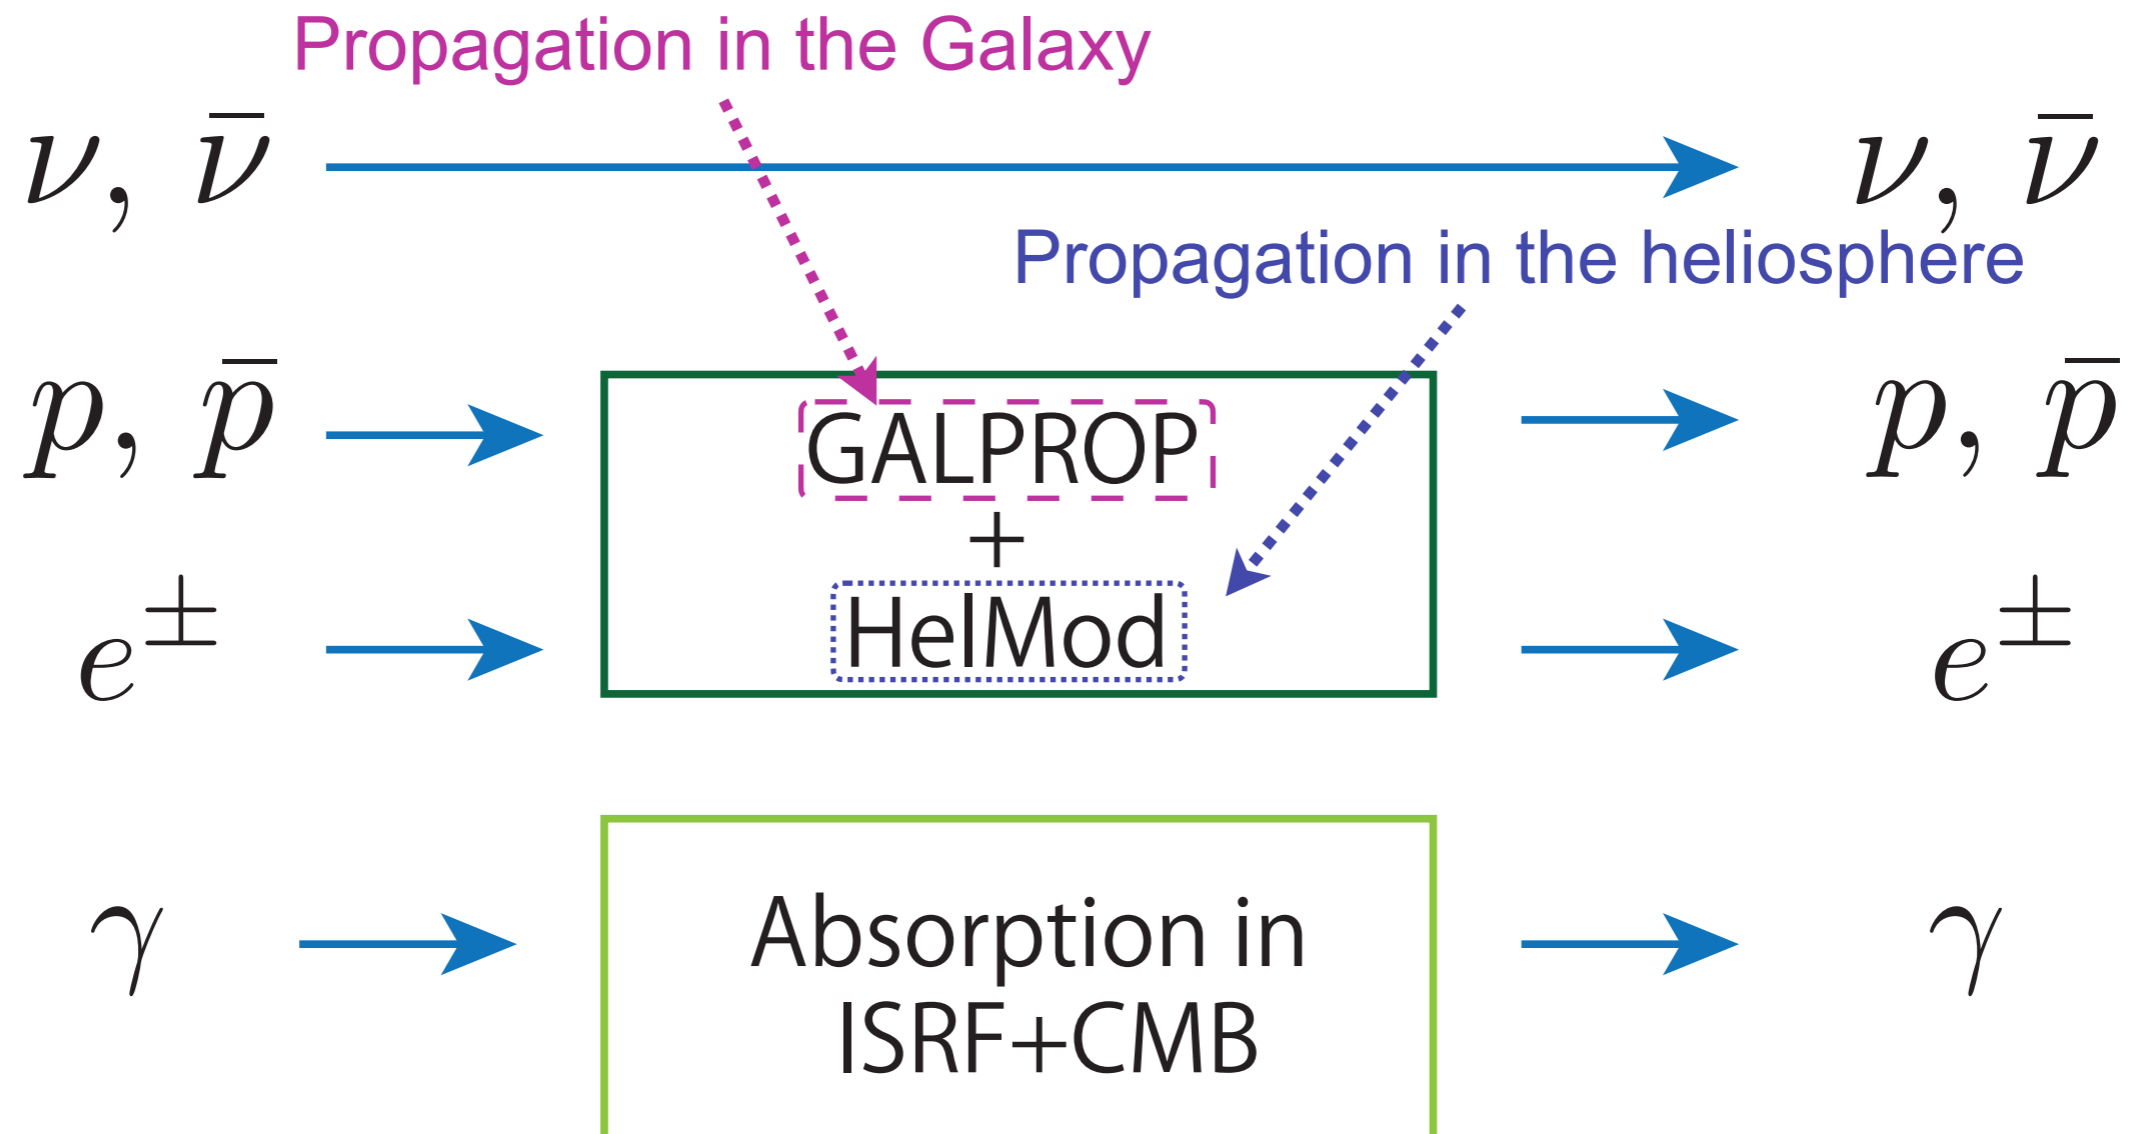 Propagation in the Galaxy
ν, ν̅ ν, ν̅
Propagation in the heliosphere
p, p̅ GALPROP p, p̅
+
e± HelMod e±
γ Absorption in γ
ISRF+CMB